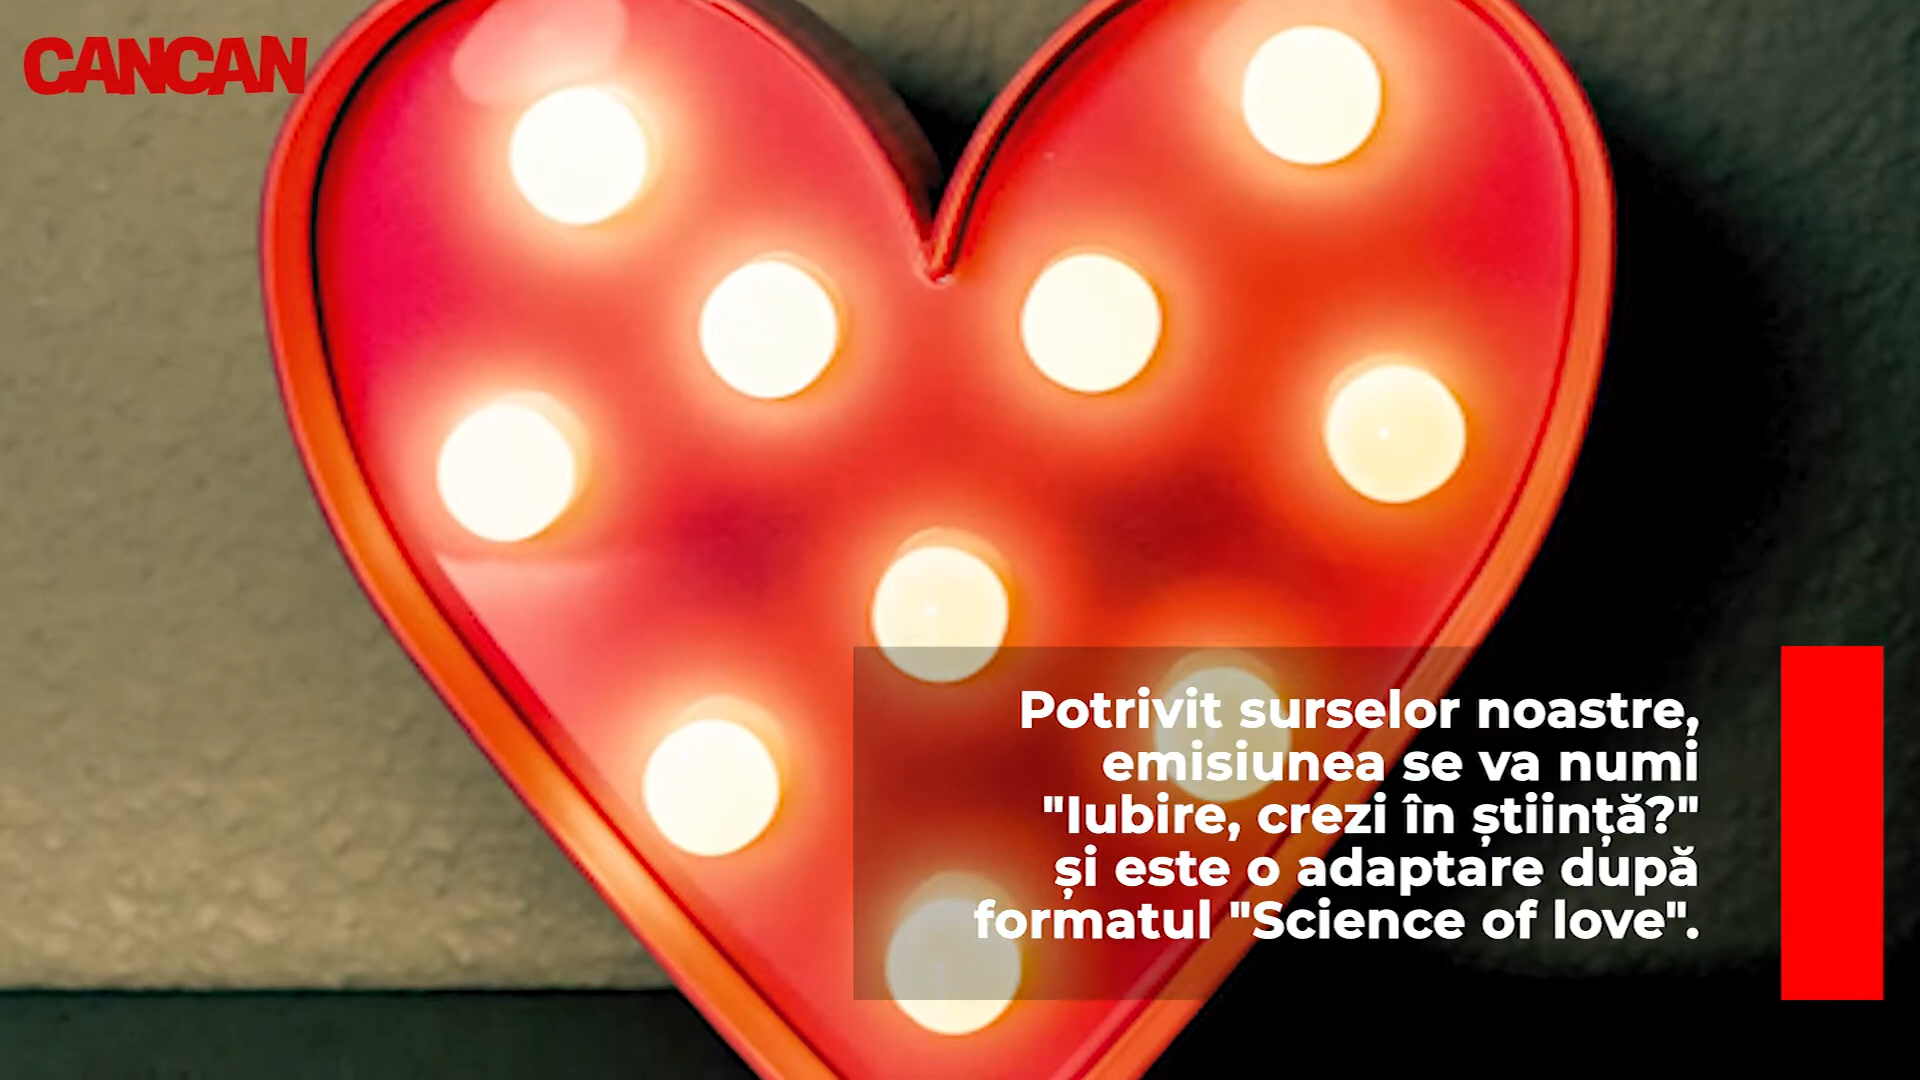 CANCAN
Potrivit surselor noastre,
emisiunea se va numi
"Iubire, crezi în știință?"
și este o adaptare după
formatul "Science of love".